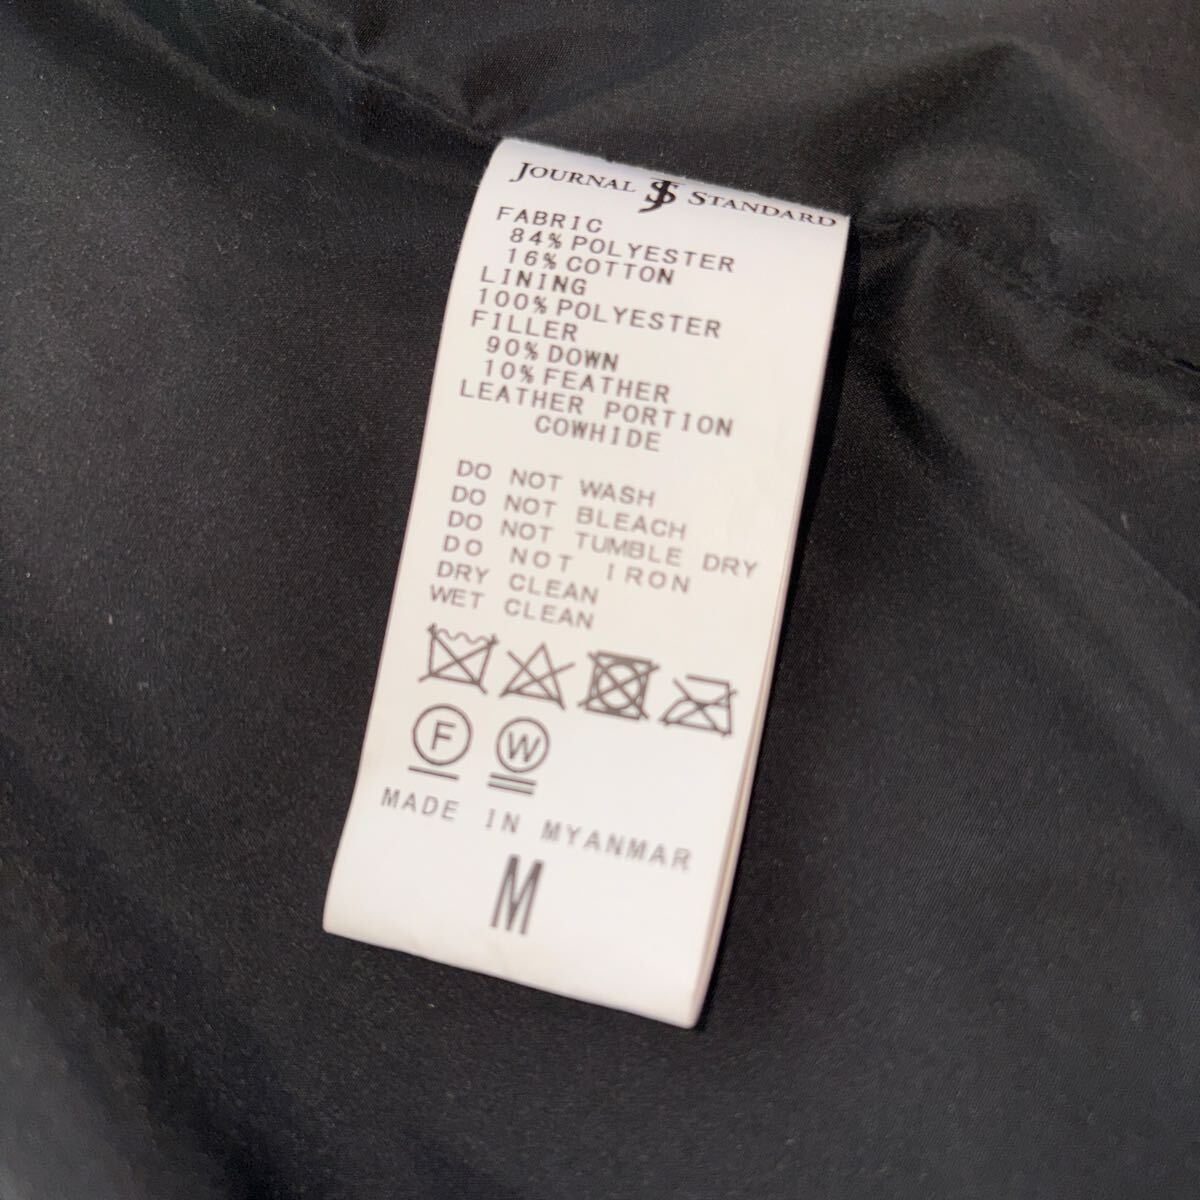 JOURNAL JS STANDARD
FABRIC
84% POLYESTER
16% COTTON
LINING
100% POLYESTER
FILLER
90% DOWN
10% FEATHER
LEATHER PORTION
COWHIDE
DO NOT WASH
DO NOT BLEACH
DO NOT TUMBLE DRY
DO NOT IRON
DRY CLEAN
WET CLEAN
F W
MADE IN MYANMAR
M